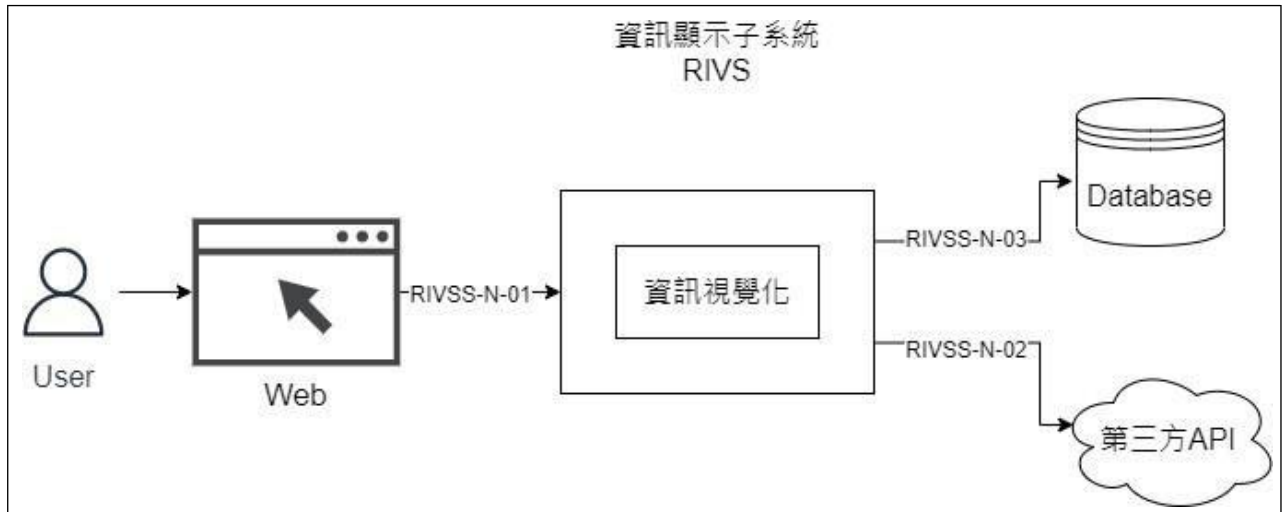 資訊顯示子系統
RIVS
User
Web
RIVSS-N-01
資訊視覺化
RIVSS-N-03
Database
RIVSS-N-02
第三方API